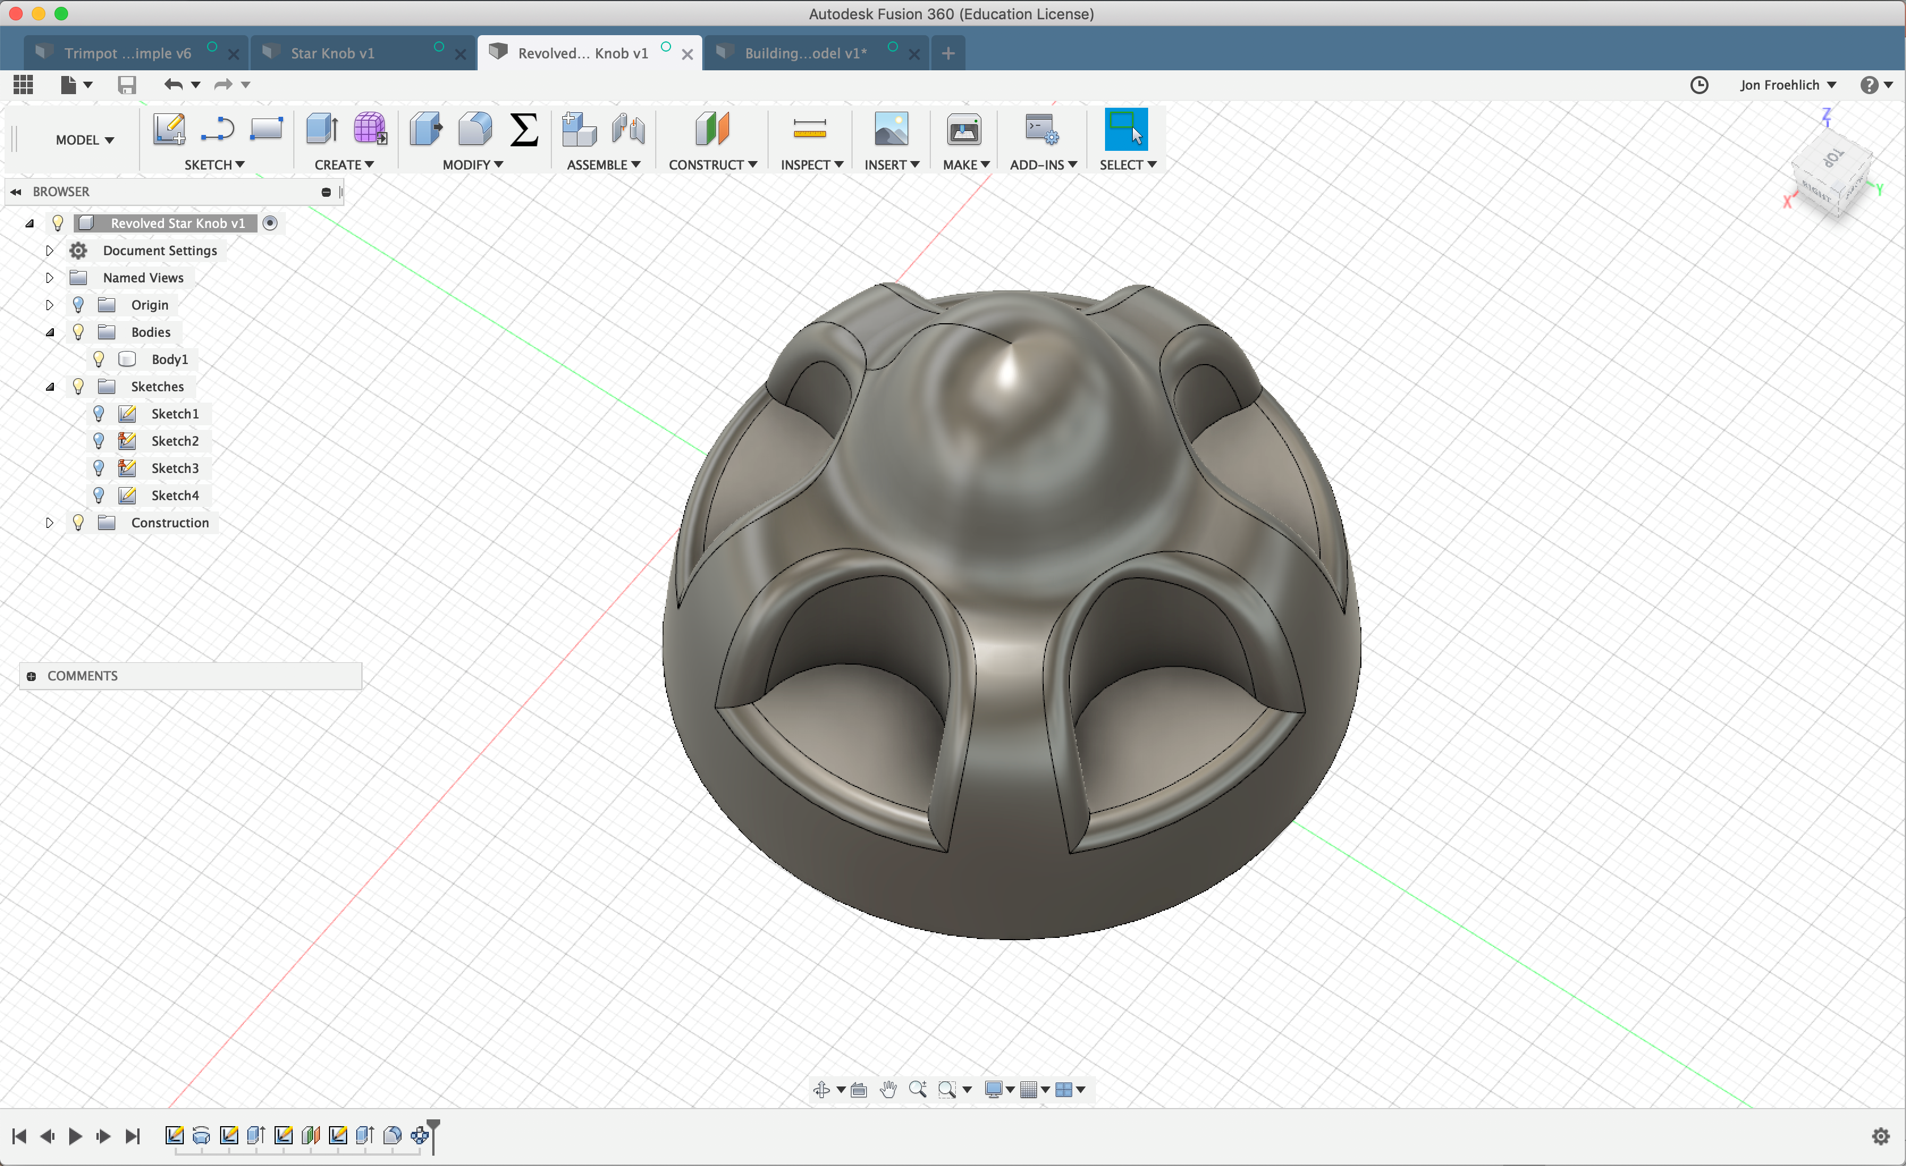 Autodesk Fusion 360 (Education License)
Trimpot ...imple v6
Star Knob v1
Revolved... Knob v1
Building...odel v1*
Jon Froehlich
MODEL
SKETCH
CREATE
MODIFY
ASSEMBLE
CONSTRUCT
INSPECT
INSERT
MAKE
ADD-INS
SELECT
Z
TOP
RIGHT
X
Y
BROWSER
Revolved Star Knob v1
Document Settings
Named Views
Origin
Bodies
Body1
Sketches
Sketch1
Sketch2
Sketch3
Sketch4
Construction
COMMENTS